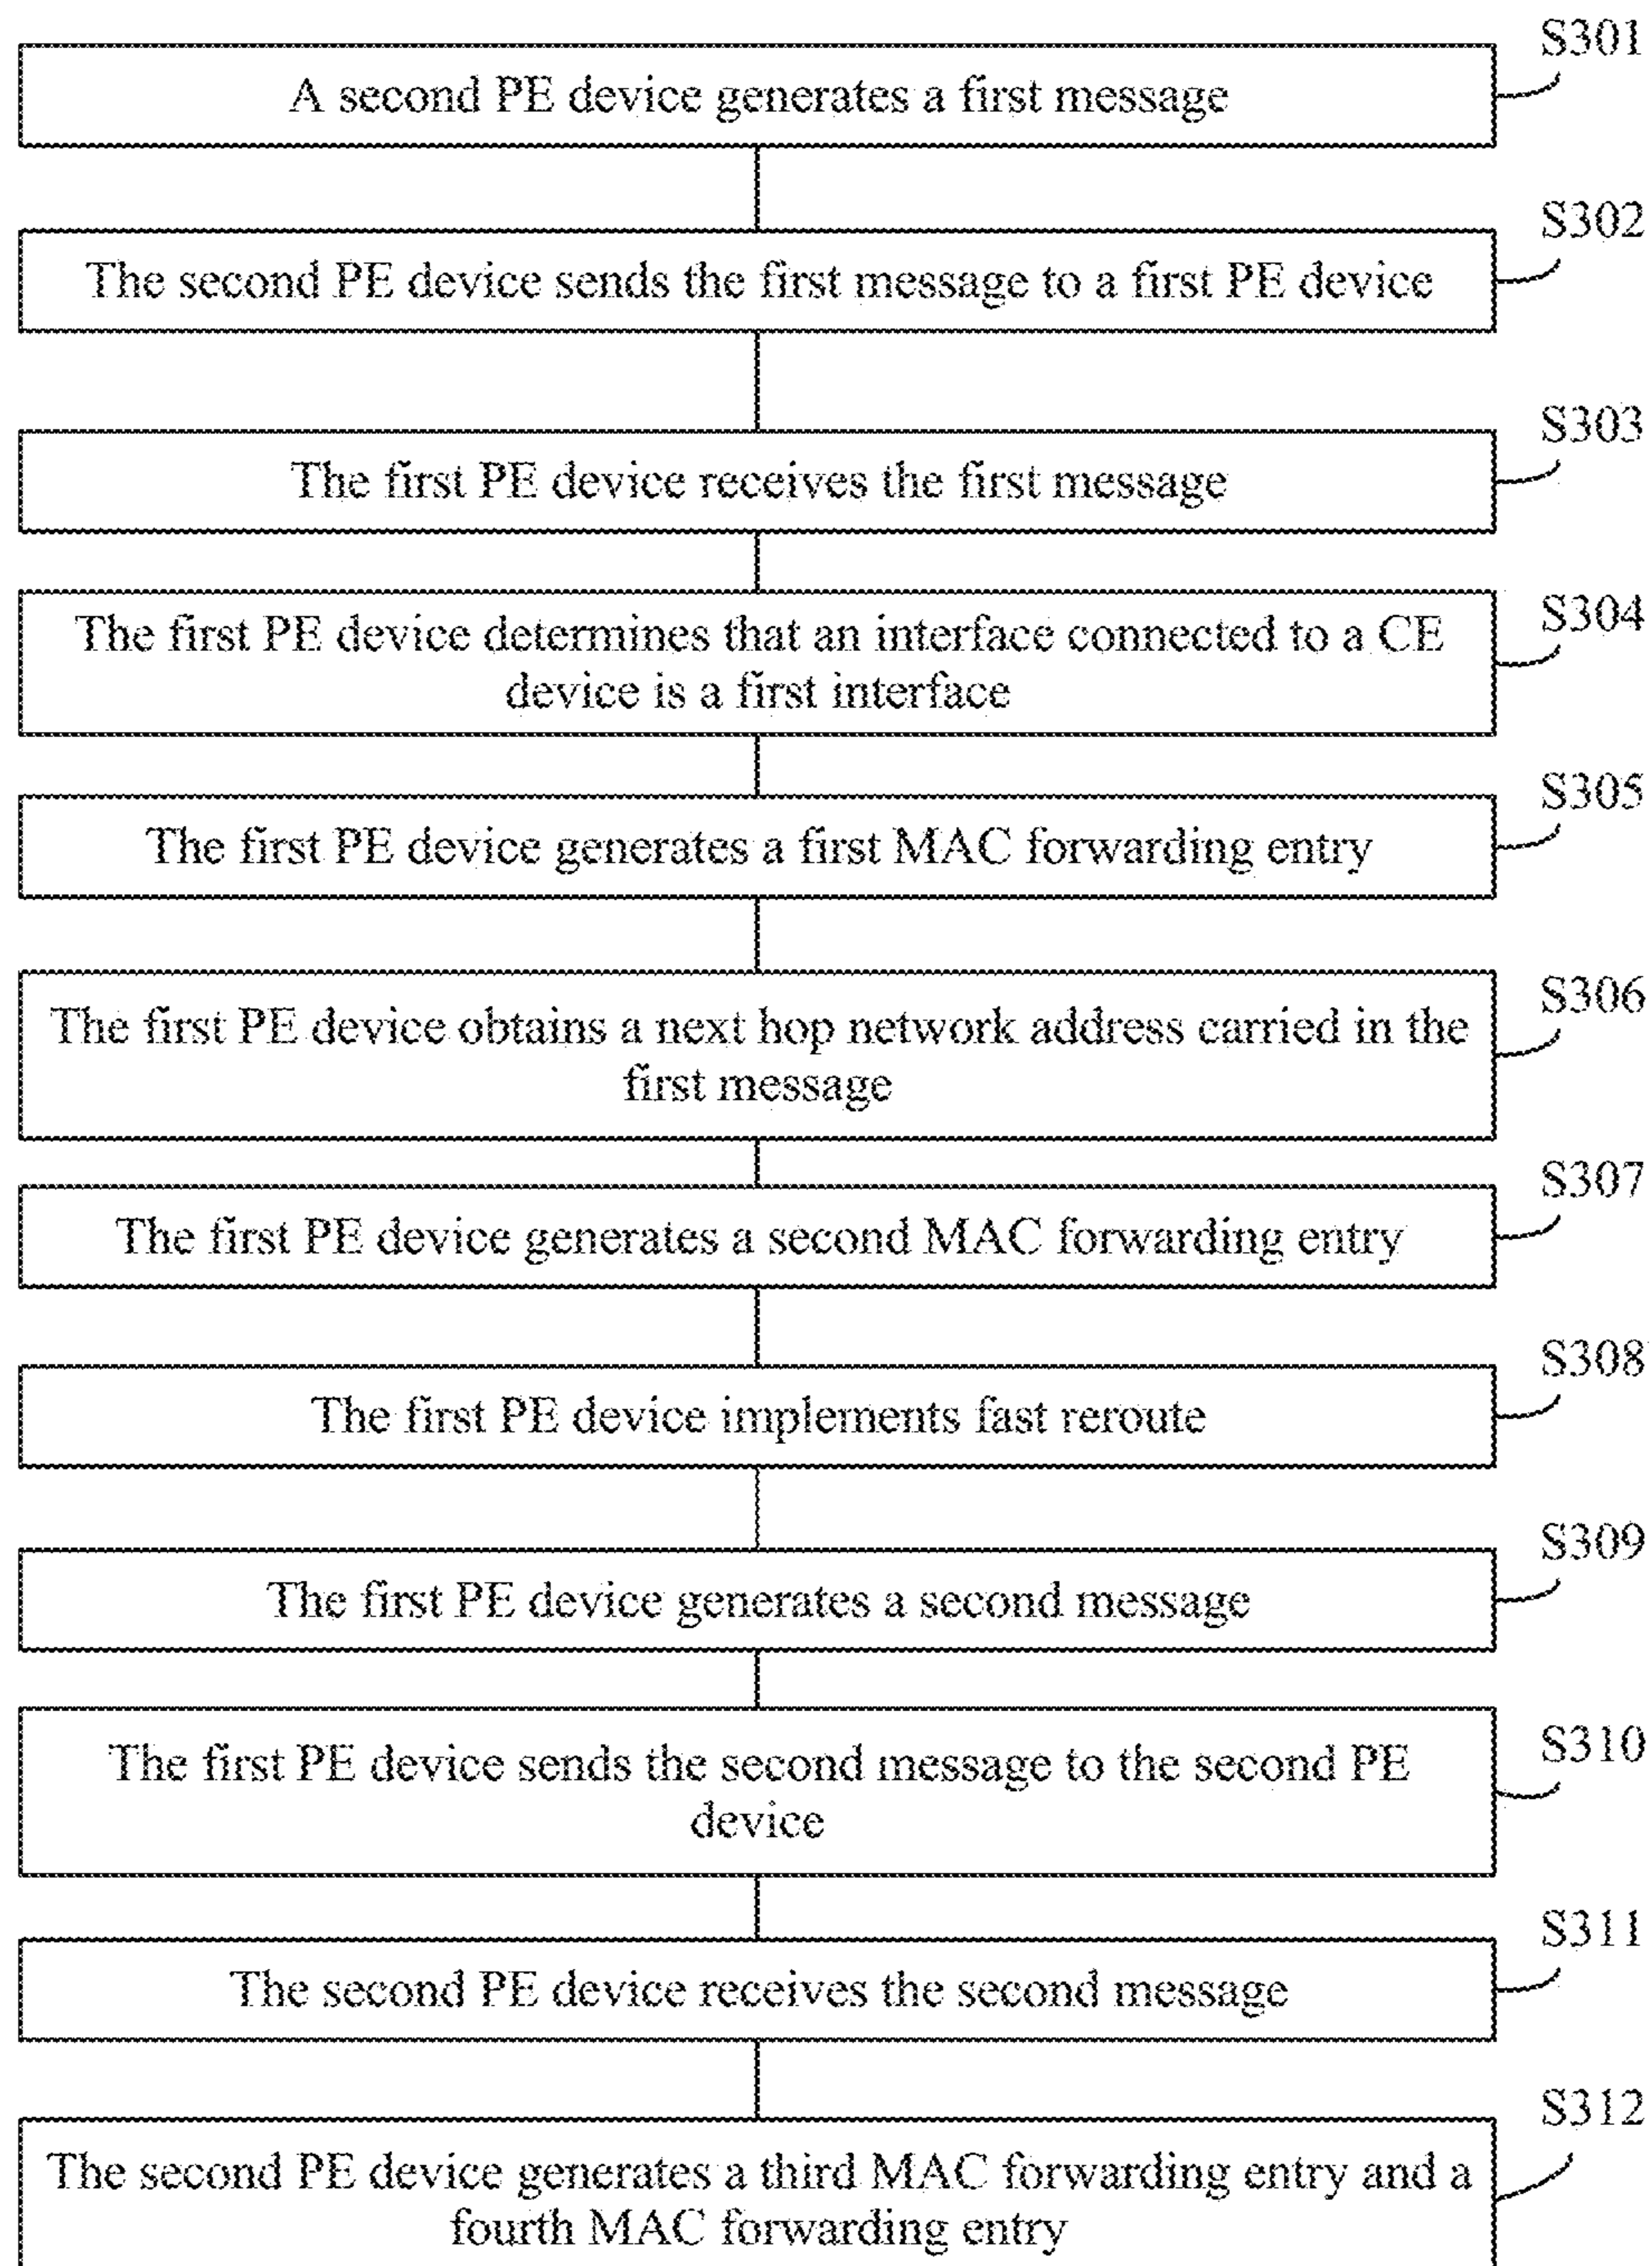 S301
A second PE device generates a first message
S302
The second PE device sends the first message to a first PE device
S303
The first PE device receives the first message
S304
The first PE device determines that an interface connected to a CE
device is a first interface
S305
The first PE device generates a first MAC forwarding entry
S306
The first PE device obtains a next hop network address carried in the
first message
S307
The first PE device generates a second MAC forwarding entry
S308
The first PE device implements fast reroute
S309
The first PE device generates a second message
S310
The first PE device sends the second message to the second PE
device
S311
The second PE device receives the second message
S312
The second PE device generates a third MAC forwarding entry and a
fourth MAC forwarding entry